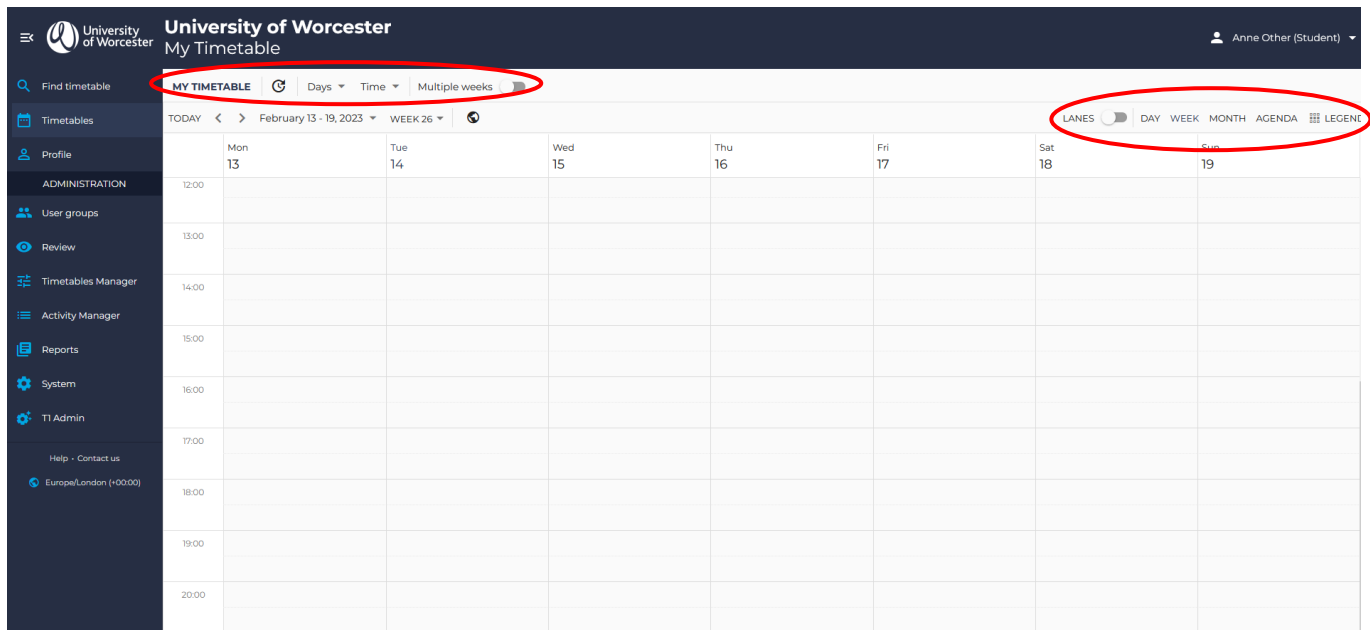 University
of Worcester
University of Worcester
My Timetable
Anne Other (Student)
Find timetable
Timetables
Profile
ADMINISTRATION
User groups
Review
Timetables Manager
Activity Manager
Reports
System
T1 Admin
Help • Contact us
Europe/London (+00:00)
MY TIMETABLE Days Time Multiple weeks
TODAY February 13 - 19, 2023 WEEK 26 LANES DAY WEEK MONTH AGENDA LEGEND
Mon Tue Wed Thu Fri Sat Sun
13 14 15 16 17 18 19
12:00
13:00
14:00
15:00
16:00
17:00
18:00
19:00
20:00